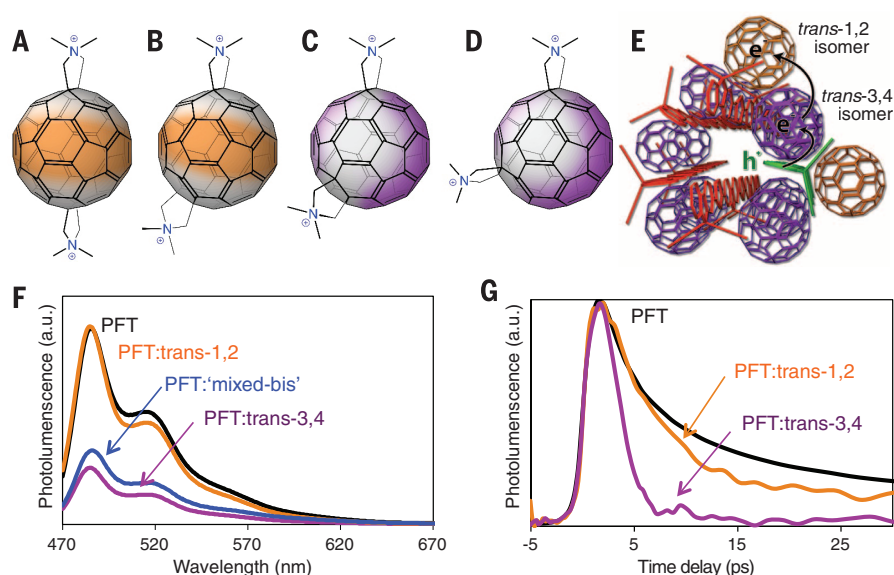 A
B
C
D
E
N
⊕
N
⊕
N
⊕
N
⊕
N
⊕
N
⊕
N
⊕
N
⊕
trans-1,2
isomer
e-
trans-3,4
isomer
e-
h+
F
Photoluminescence (a.u.)
PFT
PFT:trans-1,2
PFT:‘mixed-bis’
PFT:trans-3,4
470
520
570
620
670
Wavelength (nm)
G
Photoluminescence (a.u.)
PFT
PFT:trans-1,2
PFT:trans-3,4
-5
5
15
25
Time delay (ps)